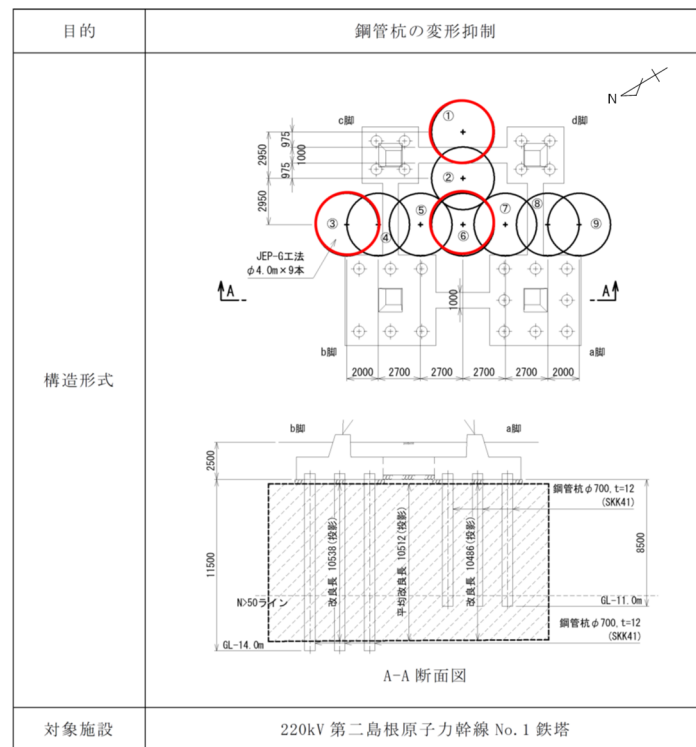 目的
鋼管杭の変形抑制
構造形式
N
c脚
d脚
①
②
③
④
⑤
⑥
⑦
⑧
⑨
2950
2950
975
1000
975
JEP-G工法
φ4.0m×9本
A
A
1000
b脚
a脚
2000
2700
2700
2700
2700
2000
b脚
a脚
2500
11500
8500
鋼管杭φ700,t=12
(SKK41)
改良長 10538(投影)
平均改良長 10512(投影)
改良長 10486(投影)
N>50ライン
GL-11.0m
GL-14.0m
鋼管杭φ700,t=12
(SKK41)
A-A 断面図
対象施設
220kV 第二島根原子力幹線 No.1 鉄塔